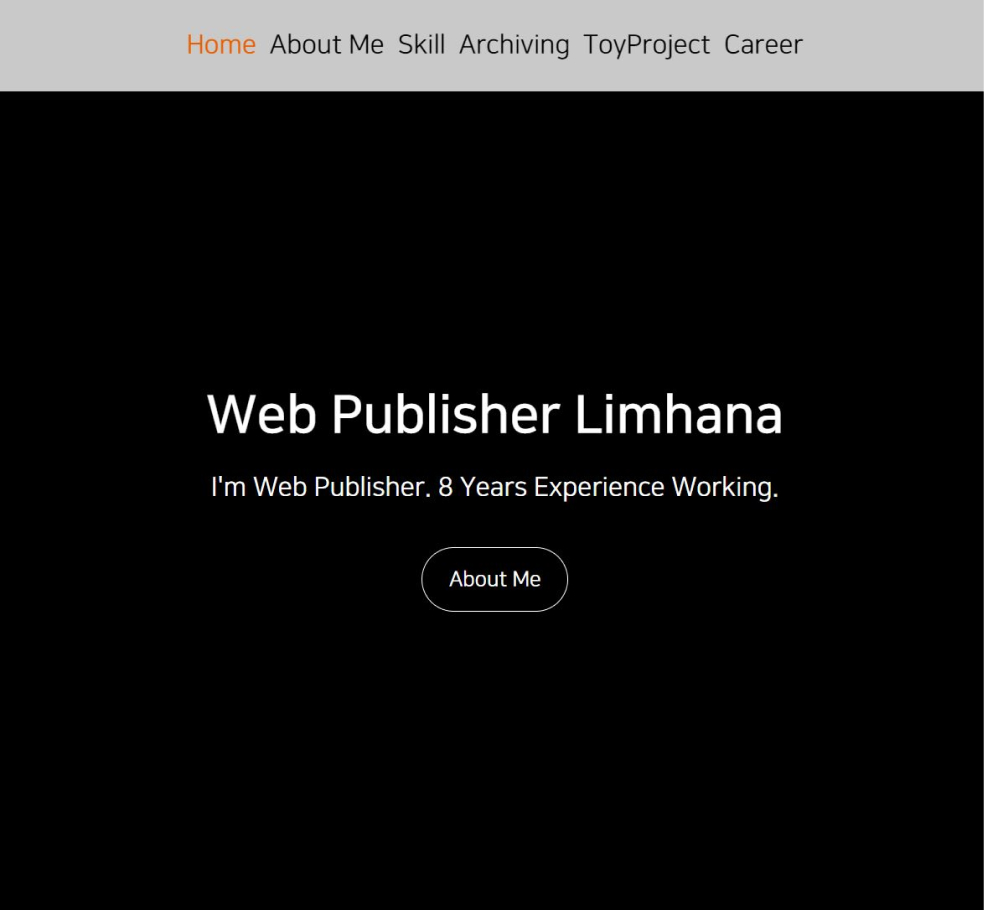 Home About Me Skill Archiving ToyProject Career
Web Publisher Limhana
I'm Web Publisher. 8 Years Experience Working.
About Me